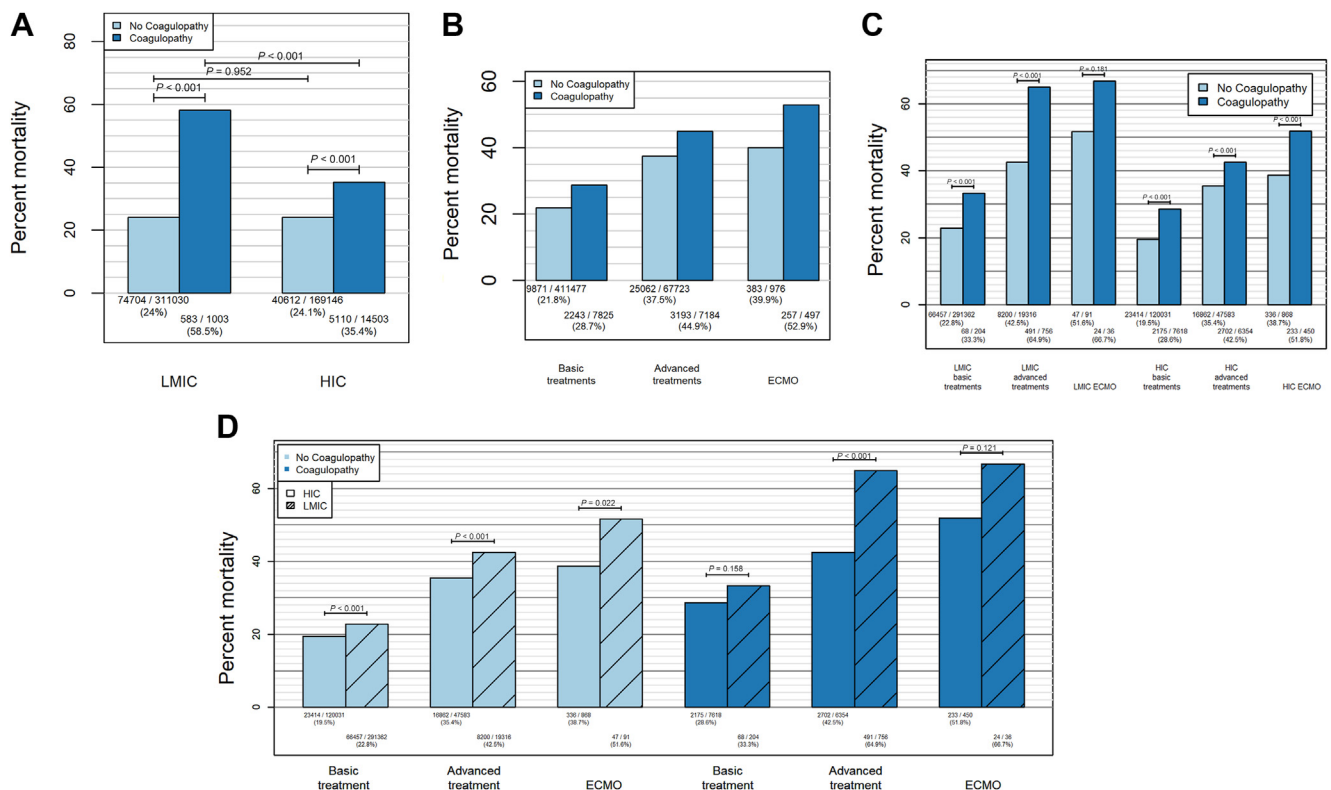 A
No Coagulopathy
Coagulopathy
P < 0.001
P = 0.952
P < 0.001
P < 0.001
Percent mortality
0
20
40
60
80
74704 / 311030
(24%)
583 / 1003
(58.5%)
40612 / 169146
(24.1%)
5110 / 14503
(35.4%)
LMIC
HIC
B
No Coagulopathy
Coagulopathy
Percent mortality
0
20
40
60
9871 / 411477
(21.8%)
2243 / 7825
(28.7%)
25062 / 67723
(37.5%)
3193 / 7184
(44.9%)
383 / 976
(39.9%)
257 / 497
(52.9%)
Basic
treatments
Advanced
treatments
ECMO
C
No Coagulopathy
Coagulopathy
P < 0.001
P < 0.001
P = 0.161
P < 0.001
P < 0.001
P < 0.001
Percent mortality
0
20
40
60
66457 / 291362
(22.8%)
68 / 204
(33.3%)
8200 / 19316
(42.5%)
491 / 756
(64.9%)
47 / 91
(51.6%)
24 / 36
(66.7%)
23414 / 120031
(19.5%)
2175 / 7618
(28.6%)
16862 / 47583
(35.4%)
2702 / 6354
(42.5%)
336 / 868
(38.7%)
233 / 450
(51.8%)
LMIC
basic
treatments
LMIC
advanced
treatments
LMIC ECMO
HIC
basic
treatments
HIC
advanced
treatments
HIC ECMO
D
No Coagulopathy
Coagulopathy
HIC
LMIC
P < 0.001
P < 0.001
P = 0.022
P = 0.158
P < 0.001
P = 0.121
Percent mortality
0
20
40
60
23414 / 120031
(19.5%)
66457 / 291362
(22.8%)
16862 / 47583
(35.4%)
8200 / 19316
(42.5%)
336 / 868
(38.7%)
47 / 91
(51.6%)
2175 / 7618
(28.6%)
68 / 204
(33.3%)
2702 / 6354
(42.5%)
491 / 756
(64.9%)
233 / 450
(51.8%)
24 / 36
(66.7%)
Basic
treatment
Advanced
treatment
ECMO
Basic
treatment
Advanced
treatment
ECMO